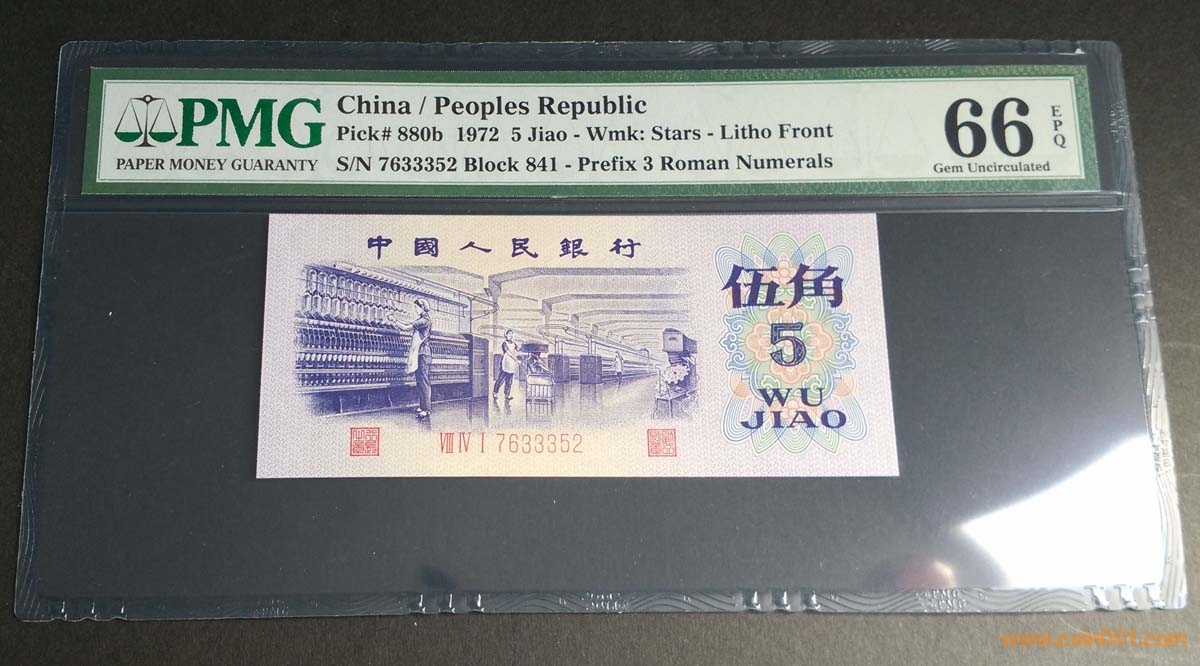 PMG
PAPER MONEY GUARANTY
China / Peoples Republic
Pick# 880b 1972 5 Jiao - Wmk: Stars - Litho Front
S/N 7633352 Block 841 - Prefix 3 Roman Numerals
66
EPQ
Gem Uncirculated
中國人民銀行
伍角
5
WU
JIAO
VIII IV I 7633352
www.coin001.com